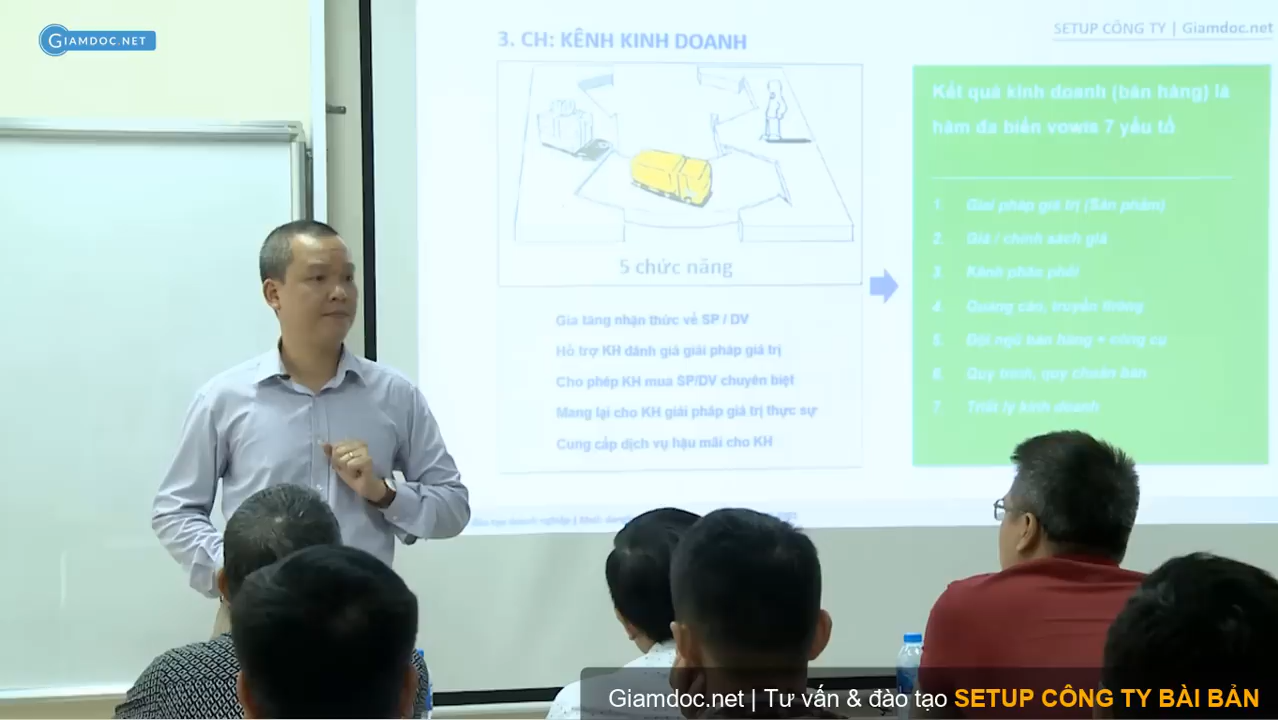 GIAMDOC.NET
SETUP CÔNG TY | Giamdoc.net
3. CH: KÊNH KINH DOANH
5 chức năng
Gia tăng nhận thức về SP / DV
Hỗ trợ KH đánh giá giải pháp giá trị
Cho phép KH mua SP/DV chuyên biệt
Mang lại cho KH giải pháp giá trị thực sự
Cung cấp dịch vụ hậu mãi cho KH
Kết quả kinh doanh (bán hàng) là
hàm đa biến vowis 7 yếu tố
1. Giải pháp giá trị (Sản phẩm)
2. Giá / chính sách giá
3. Kênh phân phối
4. Quảng cáo, truyền thông
5. Đội ngũ bán hàng + công cụ
6. Quy trình, quy chuẩn bán
7. Triết lý kinh doanh
Giamdoc.net | Tư vấn & đào tạo SETUP CÔNG TY BÀI BẢN